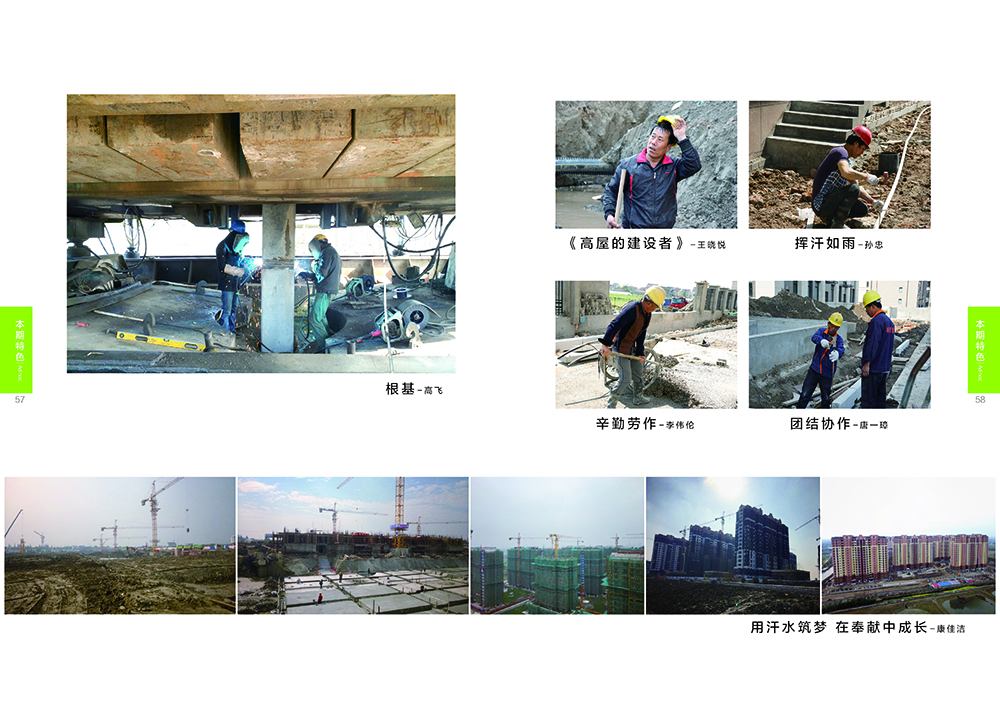 本期特色
57
根基-高飞
《高屋的建设者》-王晓悦
挥汗如雨-孙忠
辛勤劳作-李伟伦
团结协作-唐一璋
本期特色
58
用汗水筑梦 在奉献中成长-康佳洁